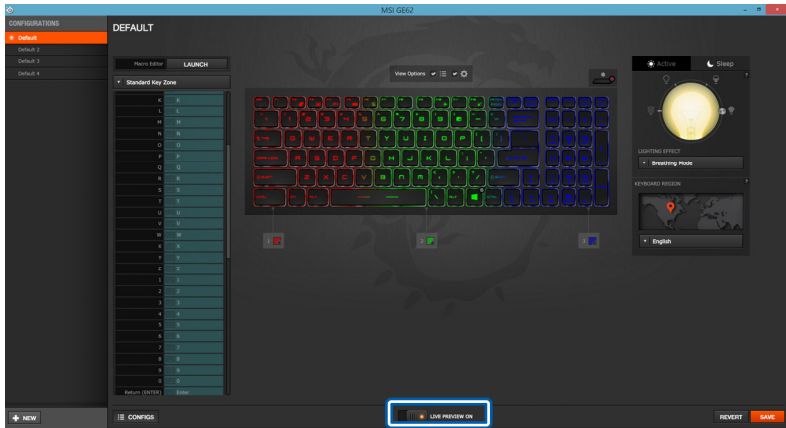 MSI GE62
CONFIGURATIONS
Default
Default 2
Default 3
Default 4
DEFAULT
Macro Editor LAUNCH
Standard Key Zone
K K
L L
M M
N N
O O
P P
Q Q
R R
S S
T T
U U
V V
W W
X X
Y Y
Z Z
1 1
2 2
3 3
4 4
5 5
6 6
7 7
8 8
9 9
0 0
Return (ENTER) Enter
View Options
1
2
3
Active Sleep
LIGHTING EFFECT
Breathing Mode
KEYBOARD REGION
English
NEW
CONFIGS
LIVE PREVIEW ON
REVERT SAVE